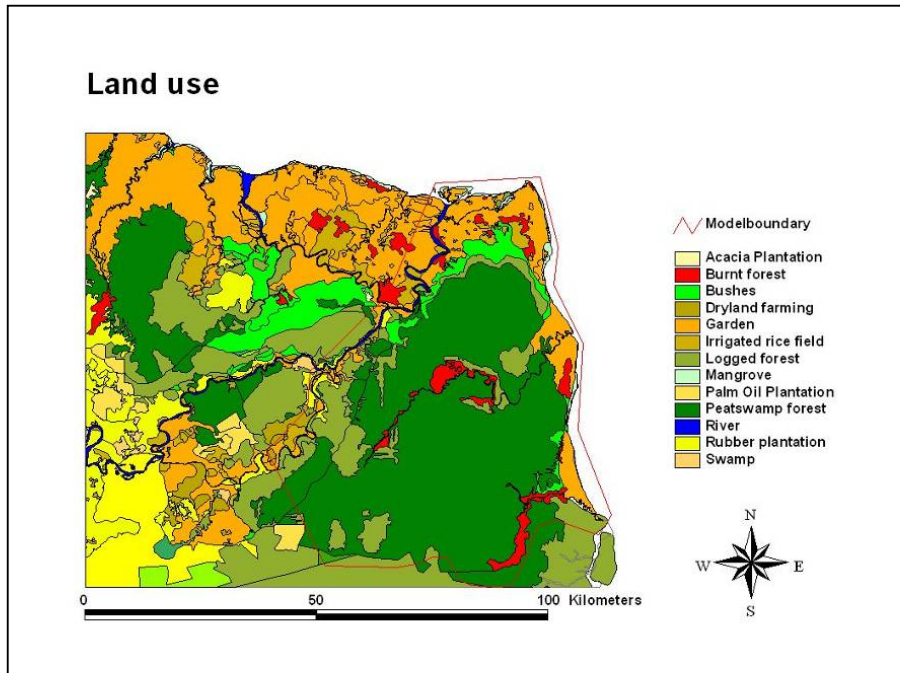 Land use
Modelboundary
Acacia Plantation
Burnt forest
Bushes
Dryland farming
Garden
Irrigated rice field
Logged forest
Mangrove
Palm Oil Plantation
Peatswamp forest
River
Rubber plantation
Swamp
N
W E
S
0 50 100 Kilometers